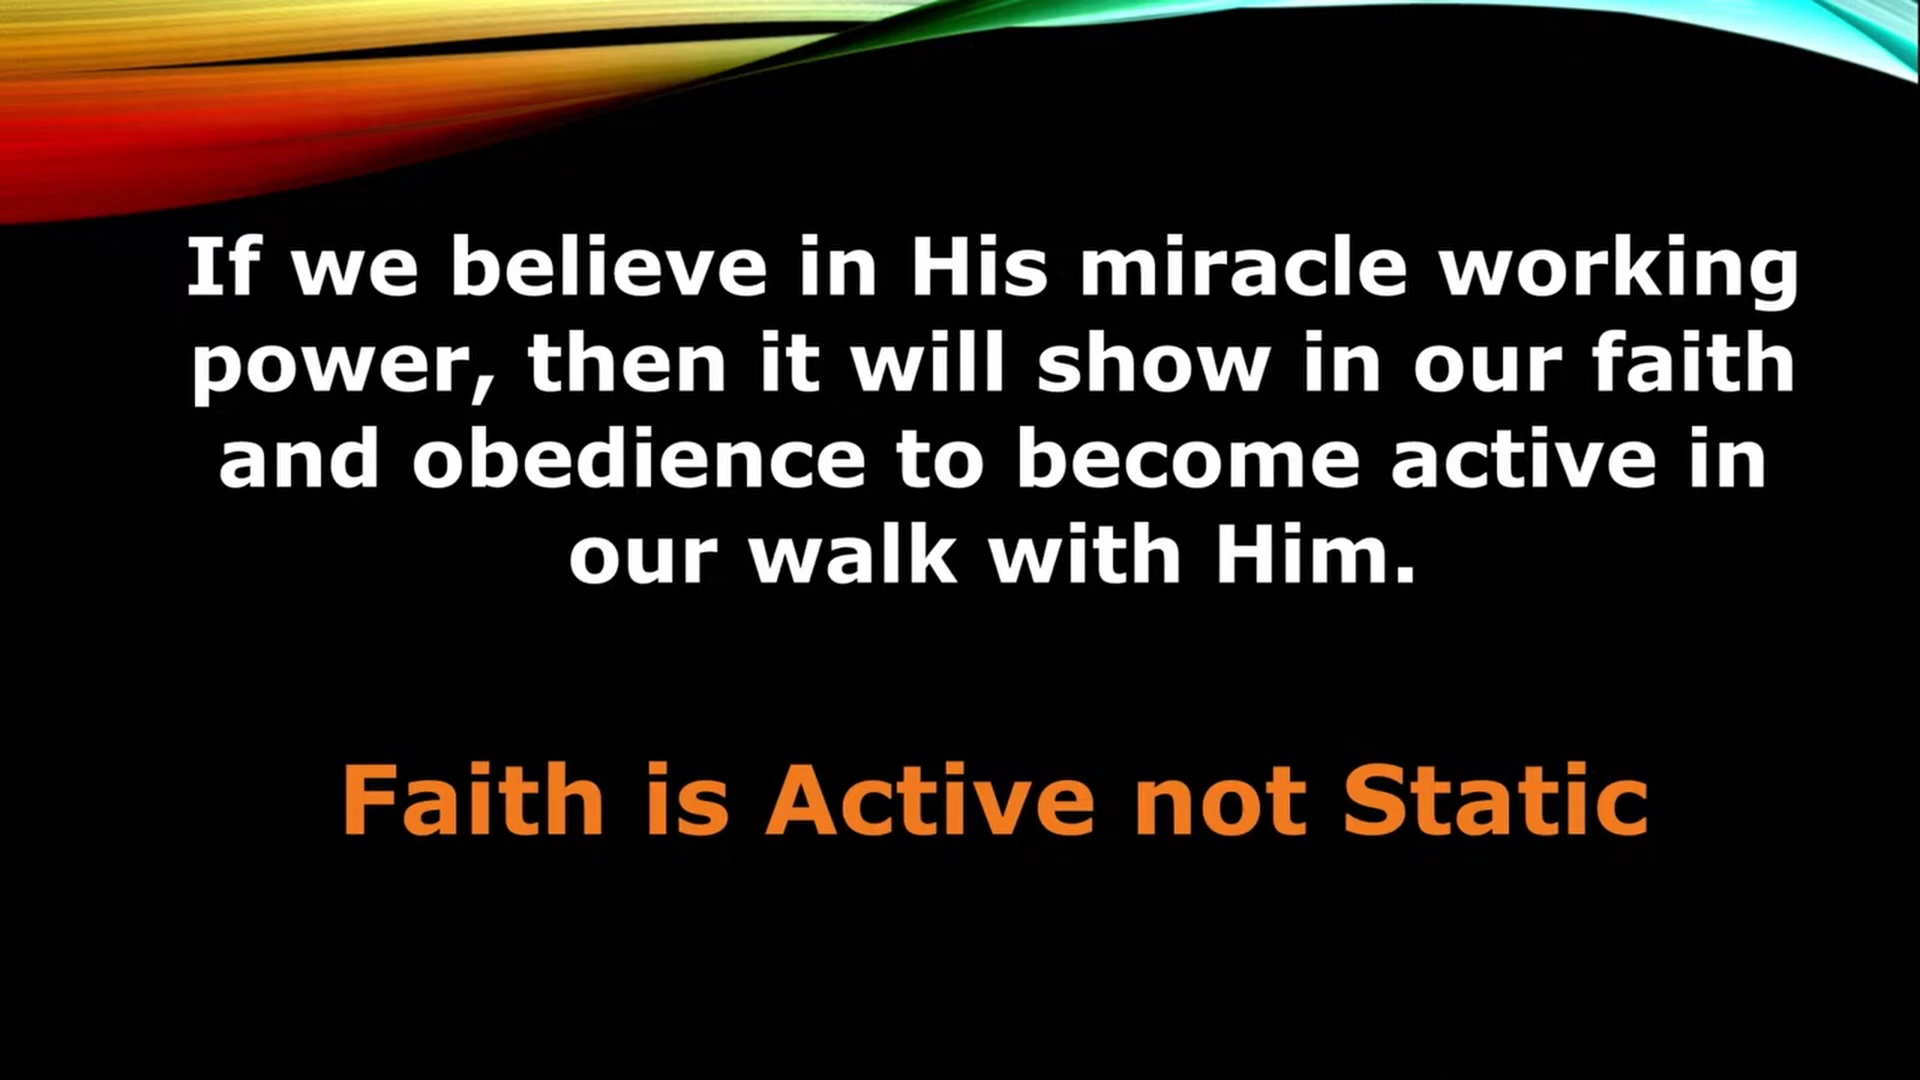 If we believe in His miracle working
power, then it will show in our faith
and obedience to become active in
our walk with Him.
Faith is Active not Static